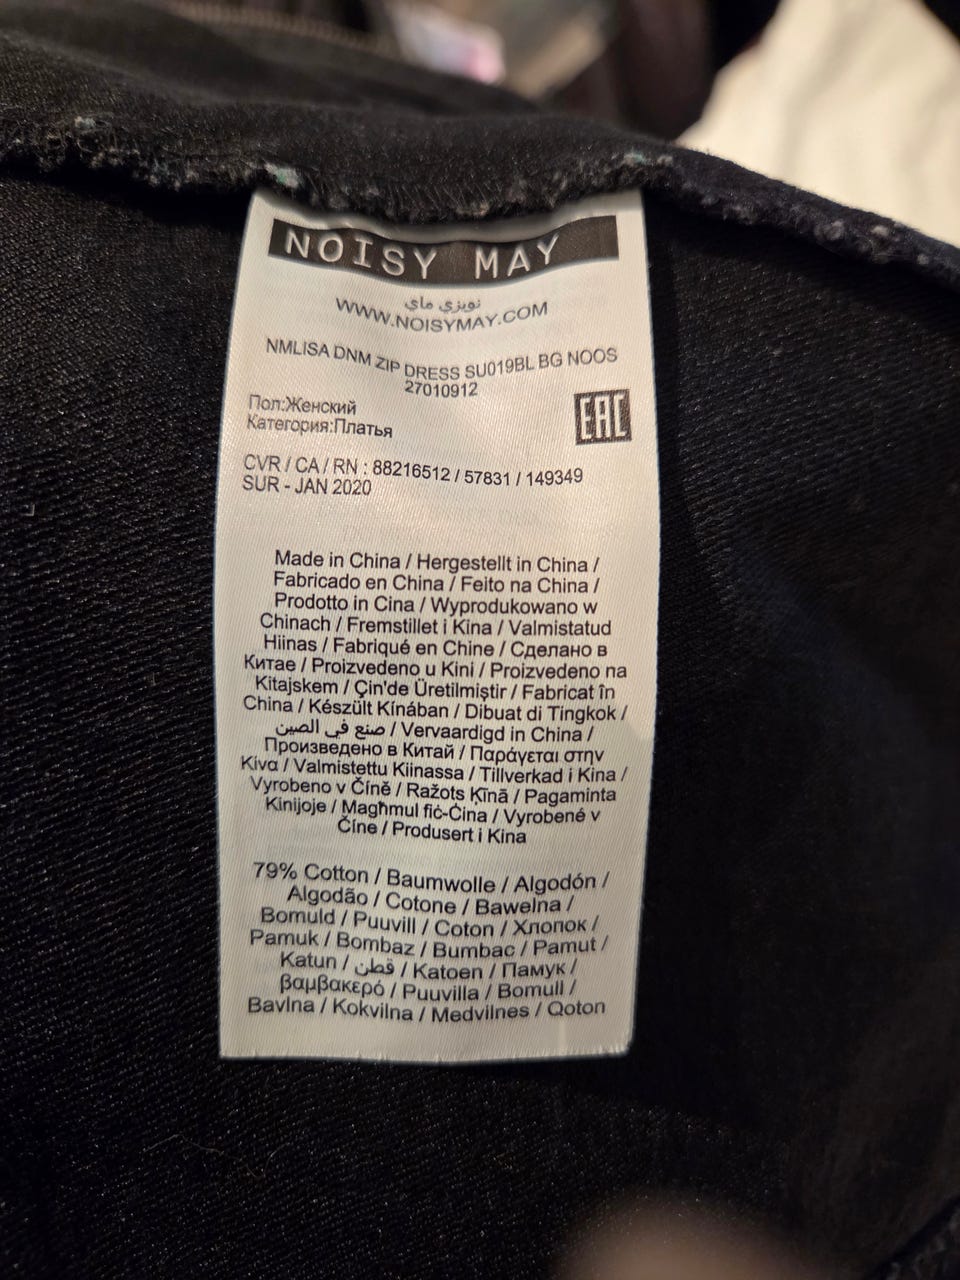 NOISY MAY
نويزي ماي
WWW.NOISYMAY.COM
NMLISA DNM ZIP DRESS SU019BL BG NOOS
27010912
Пол:Женский
Категория:Платья
EAC
CVR / CA / RN : 88216512 / 57831 / 149349
SUR - JAN 2020
Made in China / Hergestellt in China /
Fabricado en China / Feito na China /
Prodotto in Cina / Wyprodukowano w
Chinach / Fremstillet i Kina / Valmistatud
Hiinas / Fabriqué en Chine / Сделано в
Китае / Proizvedeno u Kini / Proizvedeno na
Kitajskem / Çin'de Üretilmiştir / Fabricat în
China / Készült Kínában / Dibuat di Tingkok /
صنع في الصين / Vervaardigd in China /
Произведено в Китай / Παράγεται στην
Κίνα / Valmistettu Kiinassa / Tillverkad i Kina /
Vyrobeno v Číně / Ražots Ķīnā / Pagaminta
Kinijoje / Magħmul fiċ-Ċina / Vyrobené v
Číne / Produsert i Kina
79% Cotton / Baumwolle / Algodón /
Algodão / Cotone / Bawełna /
Bomuld / Puuvill / Coton / Хлопок /
Pamuk / Bombaz / Bumbac / Pamut /
Katun / قطن / Katoen / Памук /
βαμβακερό / Puuvilla / Bomull /
Bavlna / Kokvilna / Medvilnes / Qoton